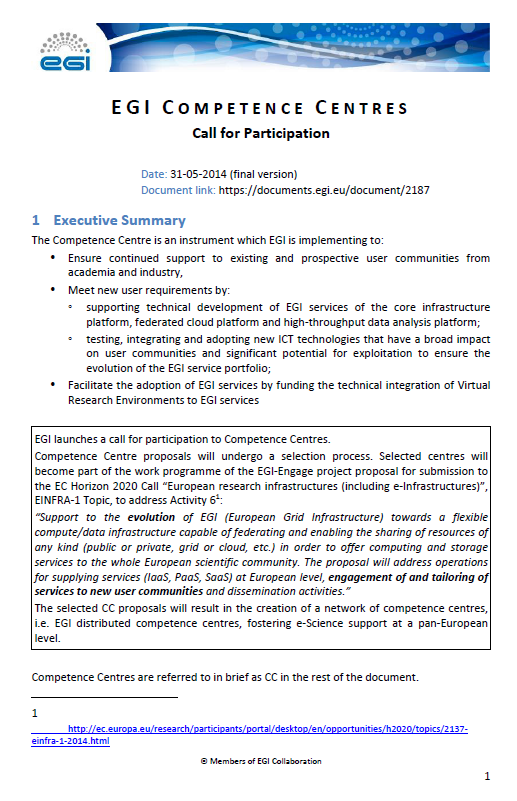 egi
EGI COMPETENCE CENTRES
Call for Participation
Date: 31-05-2014 (final version)
Document link: https://documents.egi.eu/document/2187
1 Executive Summary
The Competence Centre is an instrument which EGI is implementing to:
• Ensure continued support to existing and prospective user communities from
academia and industry,
• Meet new user requirements by:
◦ supporting technical development of EGI services of the core infrastructure
platform, federated cloud platform and high-throughput data analysis platform;
◦ testing, integrating and adopting new ICT technologies that have a broad impact
on user communities and significant potential for exploitation to ensure the
evolution of the EGI service portfolio;
• Facilitate the adoption of EGI services by funding the technical integration of Virtual
Research Environments to EGI services
EGI launches a call for participation to Competence Centres.
Competence Centre proposals will undergo a selection process. Selected centres will
become part of the work programme of the EGI-Engage project proposal for submission to
the EC Horizon 2020 Call “European research infrastructures (including e-Infrastructures)”,
EINFRA-1 Topic, to address Activity 6¹:
“Support to the evolution of EGI (European Grid Infrastructure) towards a flexible
compute/data infrastructure capable of federating and enabling the sharing of resources of
any kind (public or private, grid or cloud, etc.) in order to offer computing and storage
services to the whole European scientific community. The proposal will address operations
for supplying services (IaaS, PaaS, SaaS) at European level, engagement of and tailoring of
services to new user communities and dissemination activities.”
The selected CC proposals will result in the creation of a network of competence centres,
i.e. EGI distributed competence centres, fostering e-Science support at a pan-European
level.
Competence Centres are referred to in brief as CC in the rest of the document.
1
http://ec.europa.eu/research/participants/portal/desktop/en/opportunities/h2020/topics/2137-
einfra-1-2014.html
© Members of EGI Collaboration
1